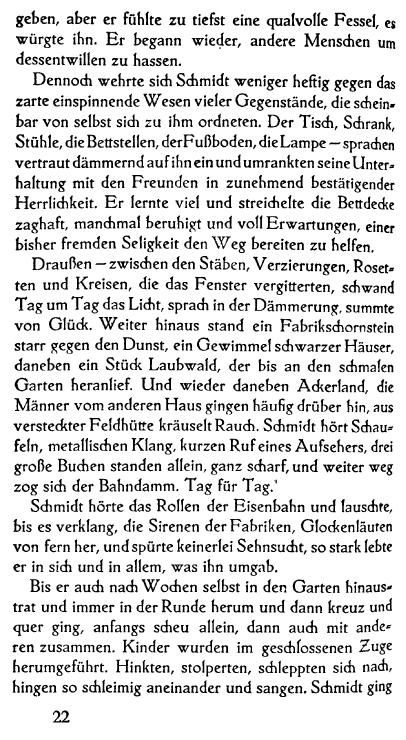 geben, aber er fühlte zu tiefst eine qualvolle Fessel, es
würgte ihn. Er begann wieder, andere Menschen um
dessentwillen zu hassen.
Dennoch wehrte sich Schmidt weniger heftig gegen das
zarte einspinnende Wesen vieler Gegenstände, die schein-
bar von selbst sich zu ihm ordneten. Der Tisch, Schrank,
Stühle, die Bettstellen, der Fußboden, die Lampe — sprachen
vertraut dämmernd auf ihn ein und umrankten seine Unter-
haltung mit den Freunden in zunehmend bestätigender
Herrlichkeit. Er lernte viel und streichelte die Bettdecke
zaghaft, manchmal beruhigt und voll Erwartungen, einer
bisher fremden Seligkeit den Weg bereiten zu helfen.
Draußen — zwischen den Stäben, Verzierungen, Roset-
ten und Kreisen, die das Fenster vergitterten, schwand
Tag um Tag das Licht, sprach in der Dämmerung, summte
von Glück. Weiter hinaus stand ein Fabrikschornstein
starr gegen den Dunst, ein Gewimmel schwarzer Häuser,
daneben ein Stück Laubwald, der bis an den schmalen
Garten heranlief. Und wieder daneben Ackerland, die
Männer vom anderen Haus gingen häufig drüber hin, aus
versteckter Feldhütte kräuselt Rauch. Schmidt hört Schau-
feln, metallischen Klang, kurzen Ruf eines Aufsehers, drei
große Buchen standen allein, ganz scharf, und weiter weg
zog sich der Bahndamm. Tag für Tag.'
Schmidt hörte das Rollen der Eisenbahn und lauschte,
bis es verklang, die Sirenen der Fabriken, Glockenläuten
von fern her, und spürte keinerlei Sehnsucht, so stark lebte
er in sich und in allem, was ihn umgab.
Bis er auch nach Wochen selbst in den Garten hinaus-
trat und immer in der Runde herum und dann kreuz und
quer ging, anfangs scheu allein, dann auch mit ande-
ren zusammen. Kinder wurden im geschlossenen Zuge
herumgeführt. Hinkten, stolperten, schleppten sich nach,
hingen so schleimig aneinander und sangen. Schmidt ging
22